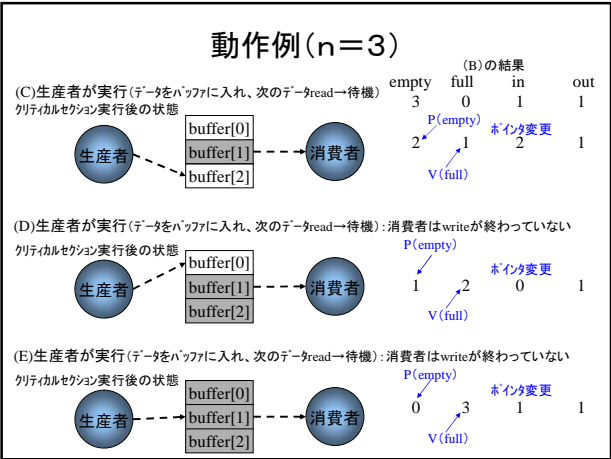 動作例(n=3)
(B)の結果
empty full in out
3 0 1 1
(C)生産者が実行(データをバッファに入れ、次のデータread→待機)
クリティカルセクション実行後の状態
P(empty)
ポインタ変更
2 1 2 1
V(full)
生産者
buffer[0]
buffer[1]
buffer[2]
消費者
(D)生産者が実行(データをバッファに入れ、次のデータread→待機):消費者はwriteが終わっていない
クリティカルセクション実行後の状態
P(empty)
ポインタ変更
1 2 0 1
V(full)
生産者
buffer[0]
buffer[1]
buffer[2]
消費者
(E)生産者が実行(データをバッファに入れ、次のデータread→待機):消費者はwriteが終わっていない
クリティカルセクション実行後の状態
P(empty)
ポインタ変更
0 3 1 1
V(full)
生産者
buffer[0]
buffer[1]
buffer[2]
消費者